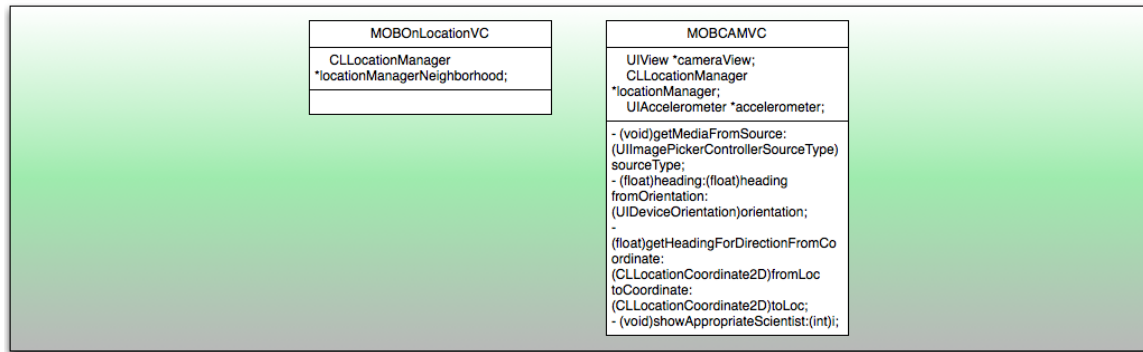 MOBOnLocationVC
CLLocationManager
*locationManagerNeighborhood;
MOBCAMVC
UIView *cameraView;
CLLocationManager
*locationManager;
UIAccelerometer *accelerometer;
- (void)getMediaFromSource:
(UIImagePickerControllerSourceType)
sourceType;
- (float)heading:(float)heading
fromOrientation:
(UIDeviceOrientation)orientation;
-
(float)getHeadingForDirectionFromCo
ordinate:
(CLLocationCoordinate2D)fromLoc
toCoordinate:
(CLLocationCoordinate2D)toLoc;
- (void)showAppropriateScientist:(int)i;